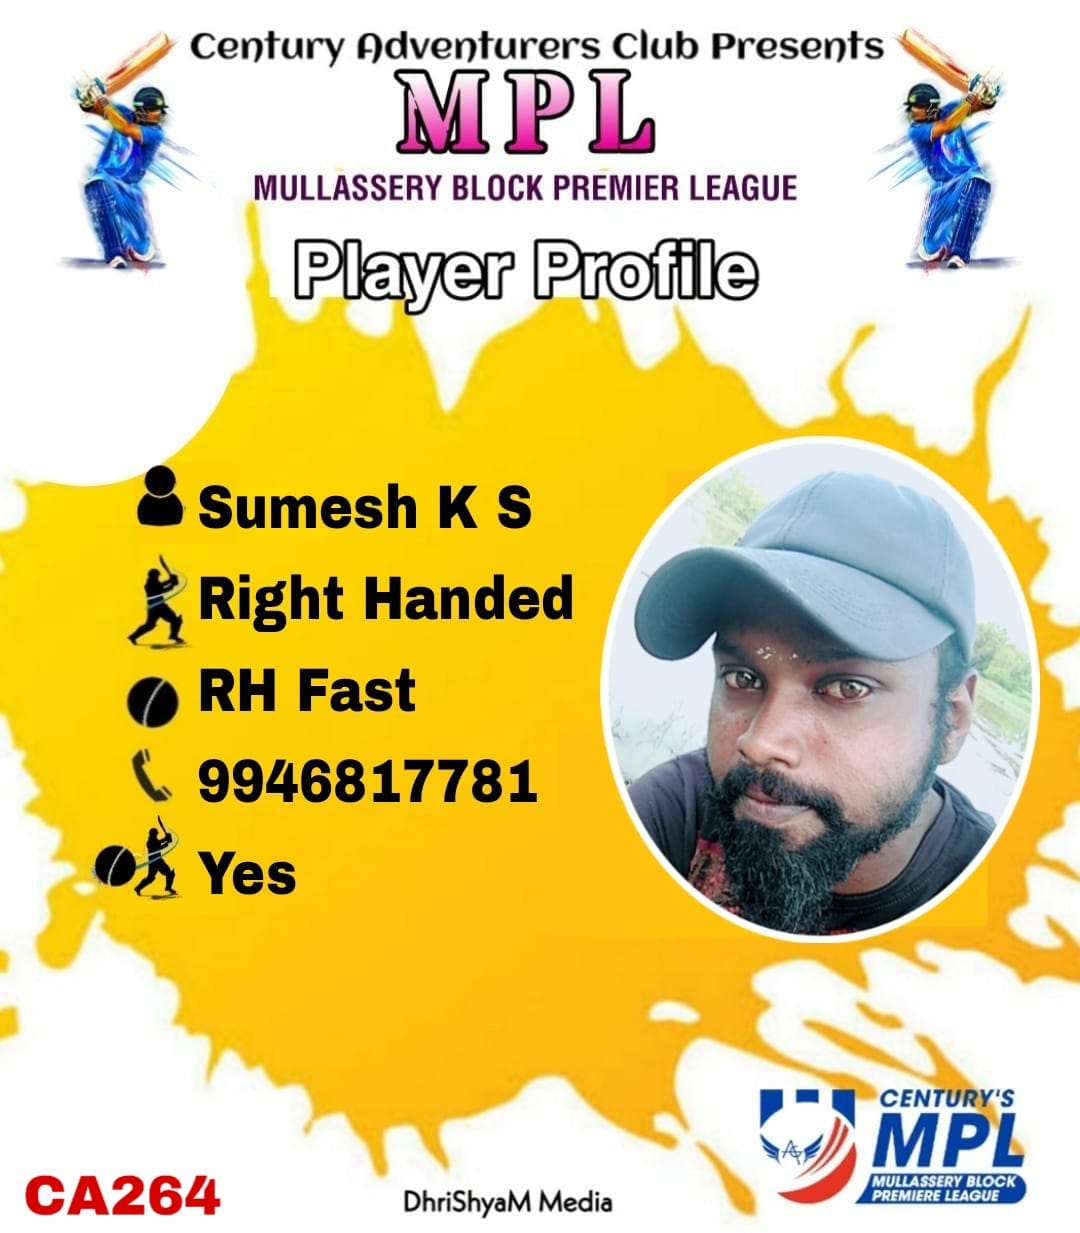 Century Adventurers Club Presents
MPL
MULLASSERY BLOCK PREMIER LEAGUE
Player Profile
Sumesh K S
Right Handed
RH Fast
9946817781
Yes
CENTURY'S
MPL
MULLASSERY BLOCK
PREMIERE LEAGUE
CA264
DhriShyaM Media